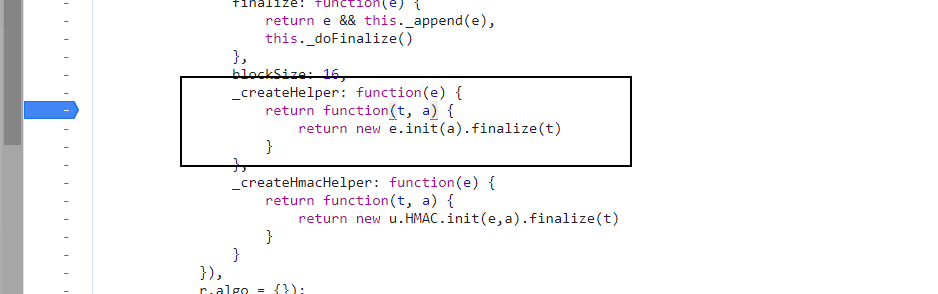 finalize: function(e) {
return e && this._append(e),
this._doFinalize()
},
blockSize: 16,
_createHelper: function(e) {
return function(t, a) {
return new e.init(a).finalize(t)
}
},
_createHmacHelper: function(e) {
return function(t, a) {
return new u.HMAC.init(e,a).finalize(t)
}
}
}),
r.algo = {});